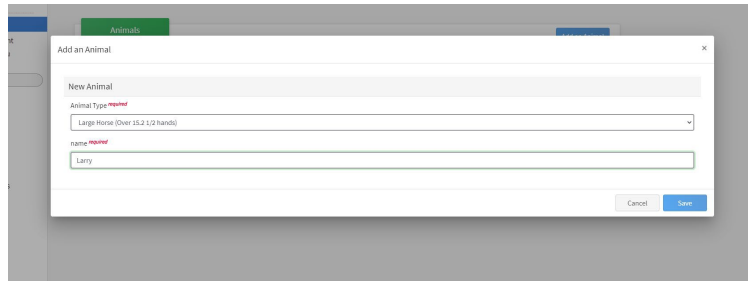 Animals
Add an Animal
×
New Animal
Animal Type required
Large Horse (Over 15.2 1/2 hands)
name required
Larry
Cancel
Save